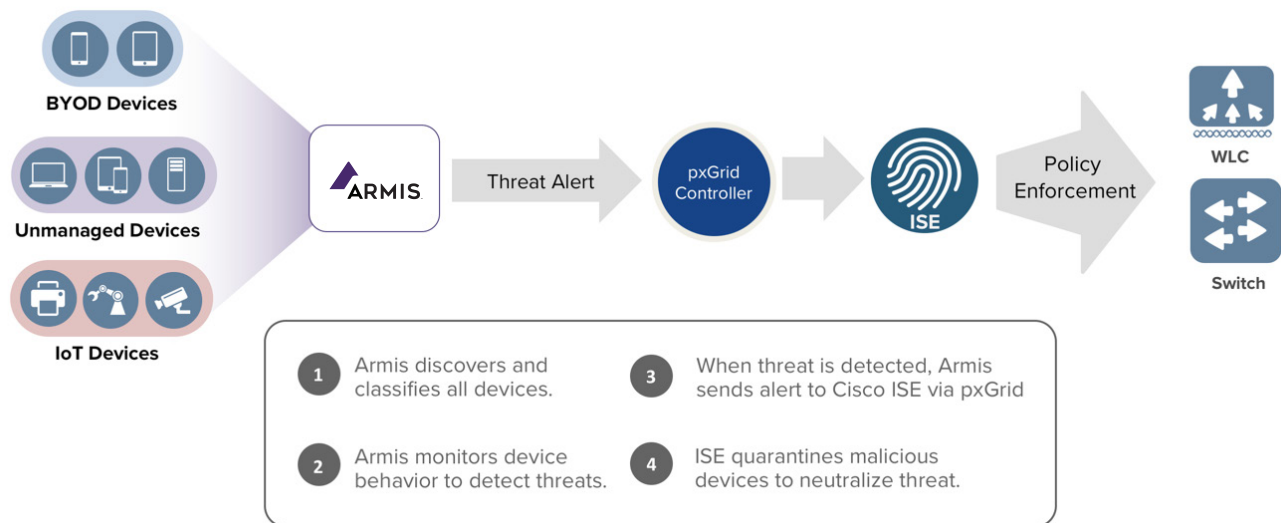 BYOD Devices
Unmanaged Devices
IoT Devices
ARMIS
Threat Alert
pxGrid
Controller
ISE
Policy
Enforcement
WLC
Switch
1
Armis discovers and
classifies all devices.
2
Armis monitors device
behavior to detect threats.
3
When threat is detected, Armis
sends alert to Cisco ISE via pxGrid
4
ISE quarantines malicious
devices to neutralize threat.